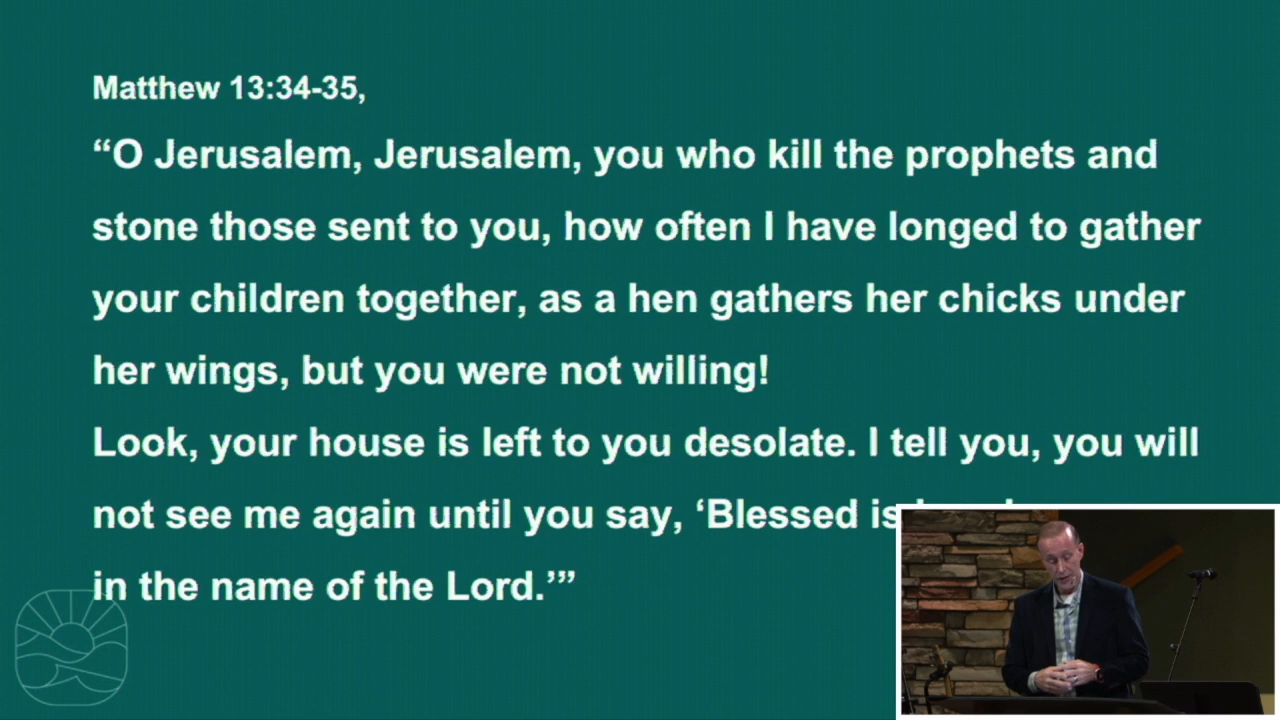 Matthew 13:34-35,
“O Jerusalem, Jerusalem, you who kill the prophets and
stone those sent to you, how often I have longed to gather
your children together, as a hen gathers her chicks under
her wings, but you were not willing!
Look, your house is left to you desolate. I tell you, you will
not see me again until you say, ‘Blessed is
in the name of the Lord.’”